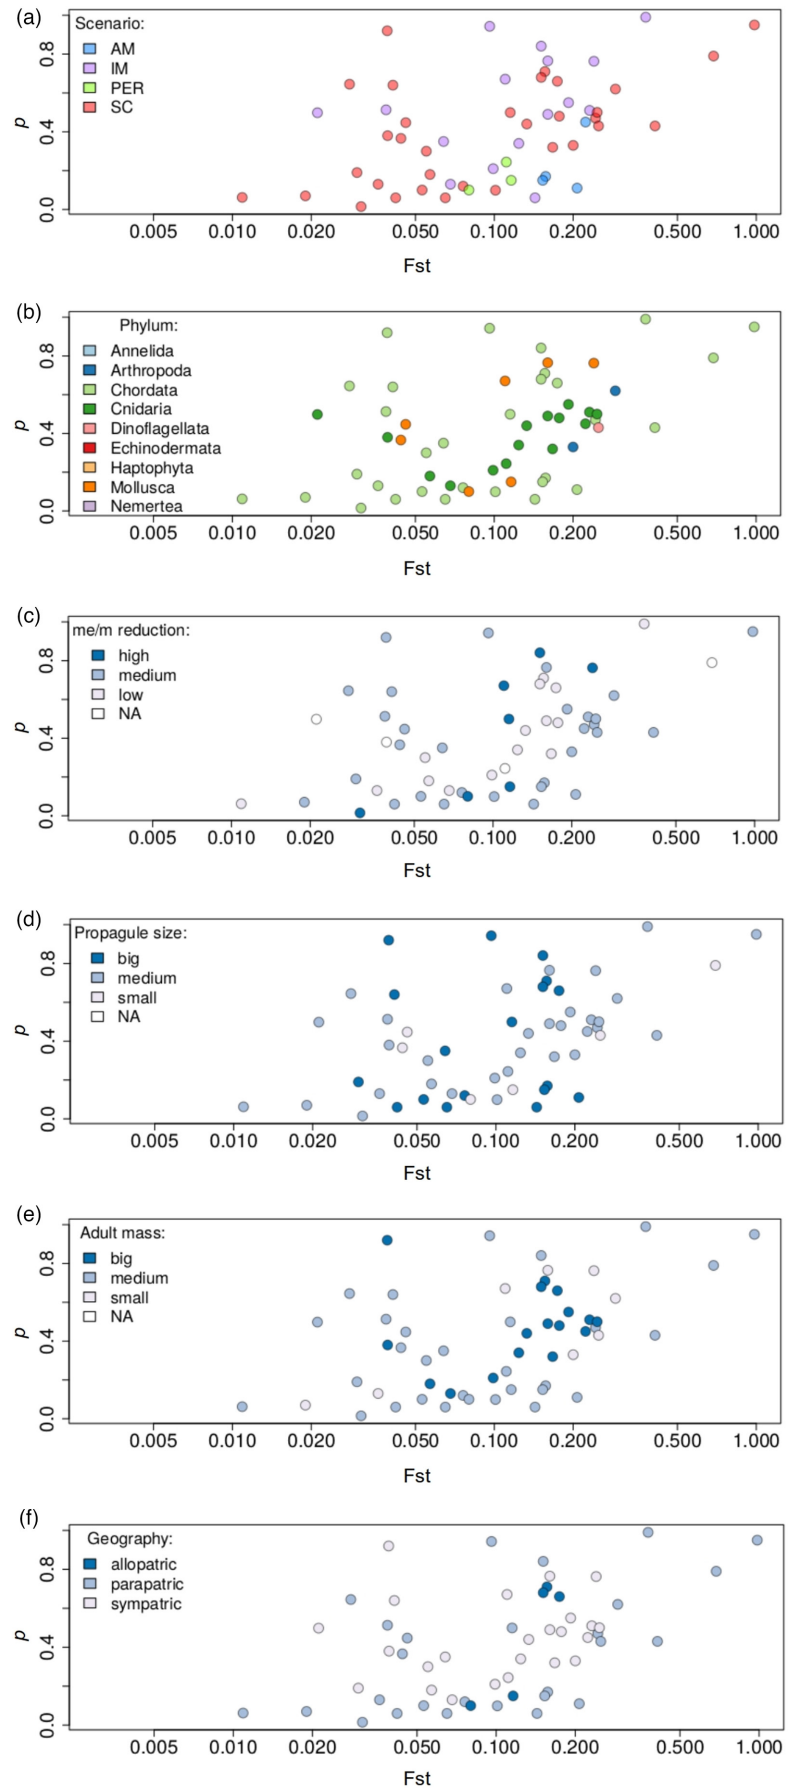 (a)
Scenario:
AM
IM
PER
SC
0.8
0.4
0.0
p
0.005 0.010 0.020 0.050 0.100 0.200 0.500 1.000
Fst
(b)
Phylum:
Annelida
Arthropoda
Chordata
Cnidaria
Dinoflagellata
Echinodermata
Haptophyta
Mollusca
Nemertea
0.8
0.4
0.0
p
0.005 0.010 0.020 0.050 0.100 0.200 0.500 1.000
Fst
(c)
me/m reduction:
high
medium
low
NA
0.8
0.4
0.0
p
0.005 0.010 0.020 0.050 0.100 0.200 0.500 1.000
Fst
(d)
Propagule size:
big
medium
small
NA
0.8
0.4
0.0
p
0.005 0.010 0.020 0.050 0.100 0.200 0.500 1.000
Fst
(e)
Adult mass:
big
medium
small
NA
0.8
0.4
0.0
p
0.005 0.010 0.020 0.050 0.100 0.200 0.500 1.000
Fst
(f)
Geography:
allopatric
parapatric
sympatric
0.8
0.4
0.0
p
0.005 0.010 0.020 0.050 0.100 0.200 0.500 1.000
Fst